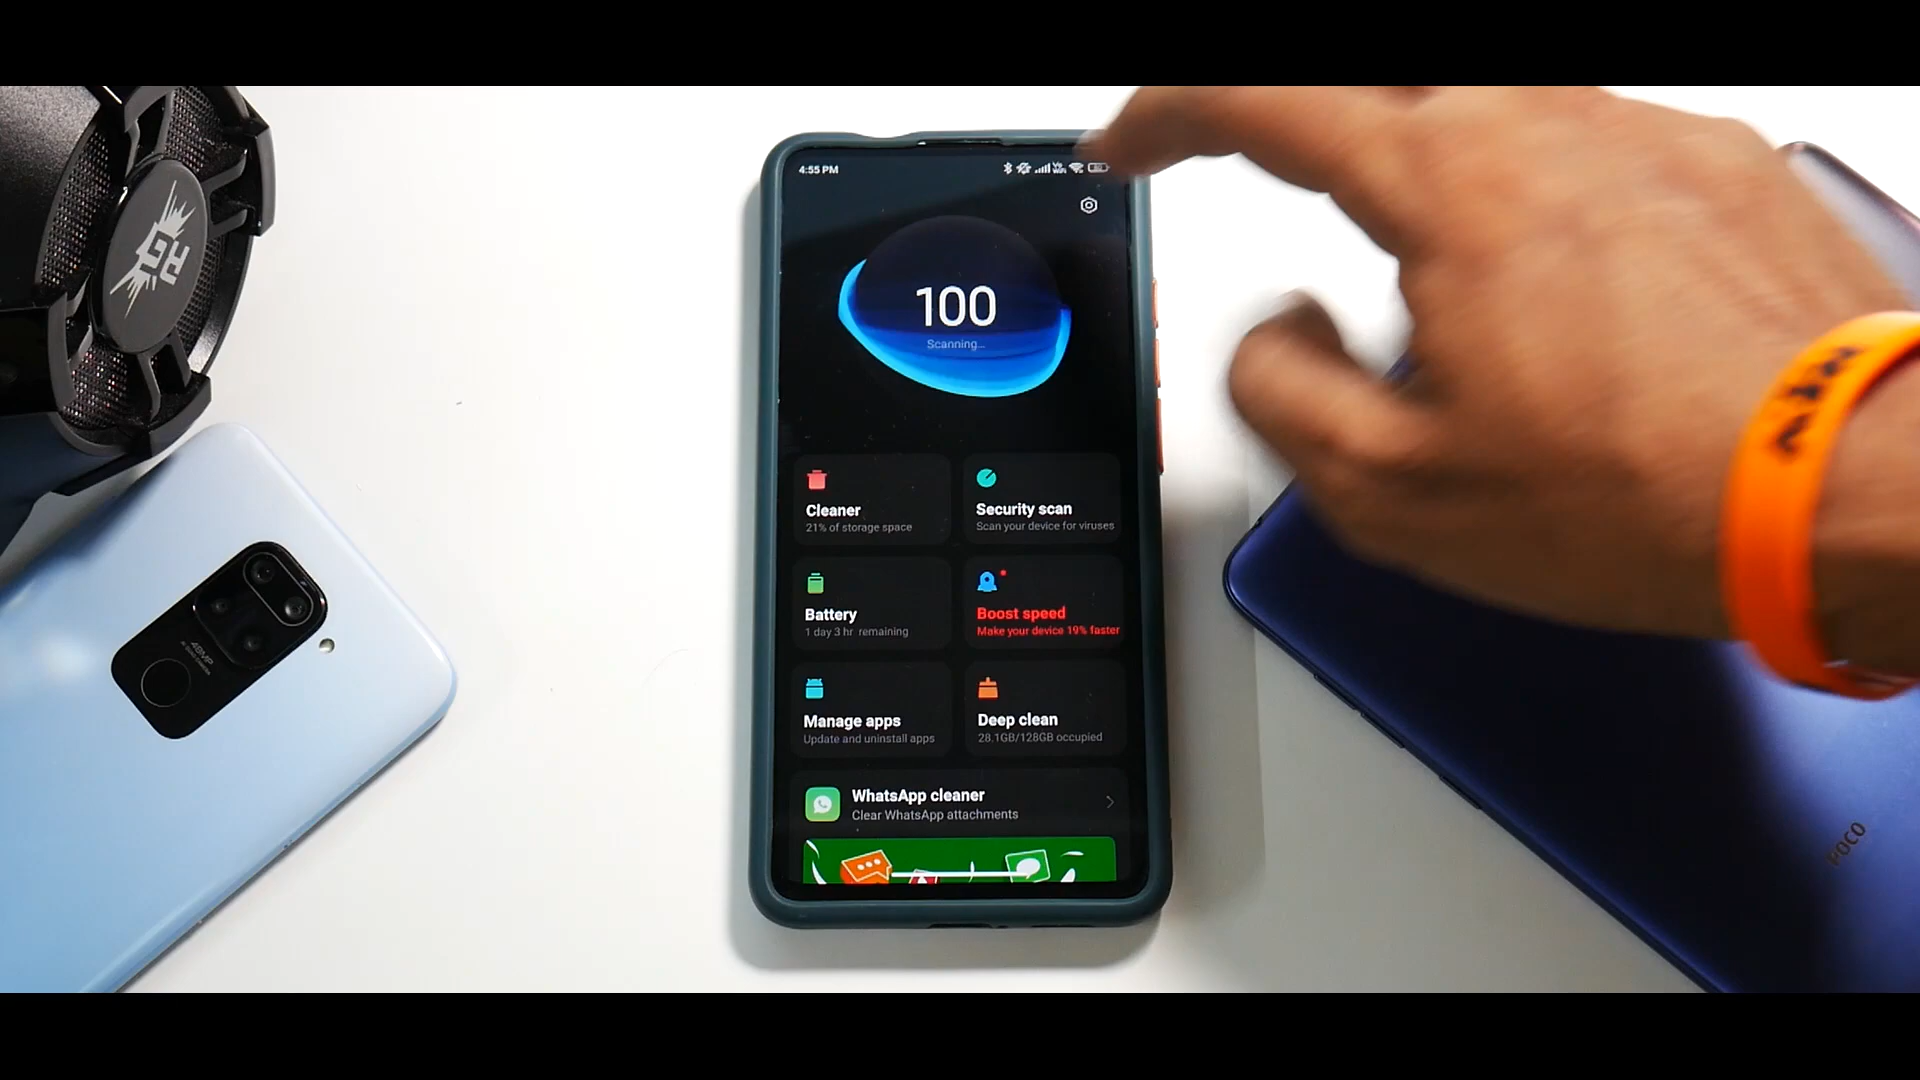 4:55 PM
100
Scanning...
Cleaner
21% of storage space
Security scan
Scan your device for viruses
Battery
1 day 3 hr remaining
Boost speed
Make your device 19% faster
Manage apps
Update and uninstall apps
Deep clean
28.1GB/128GB occupied
WhatsApp cleaner
Clear WhatsApp attachments
48MP
POCO